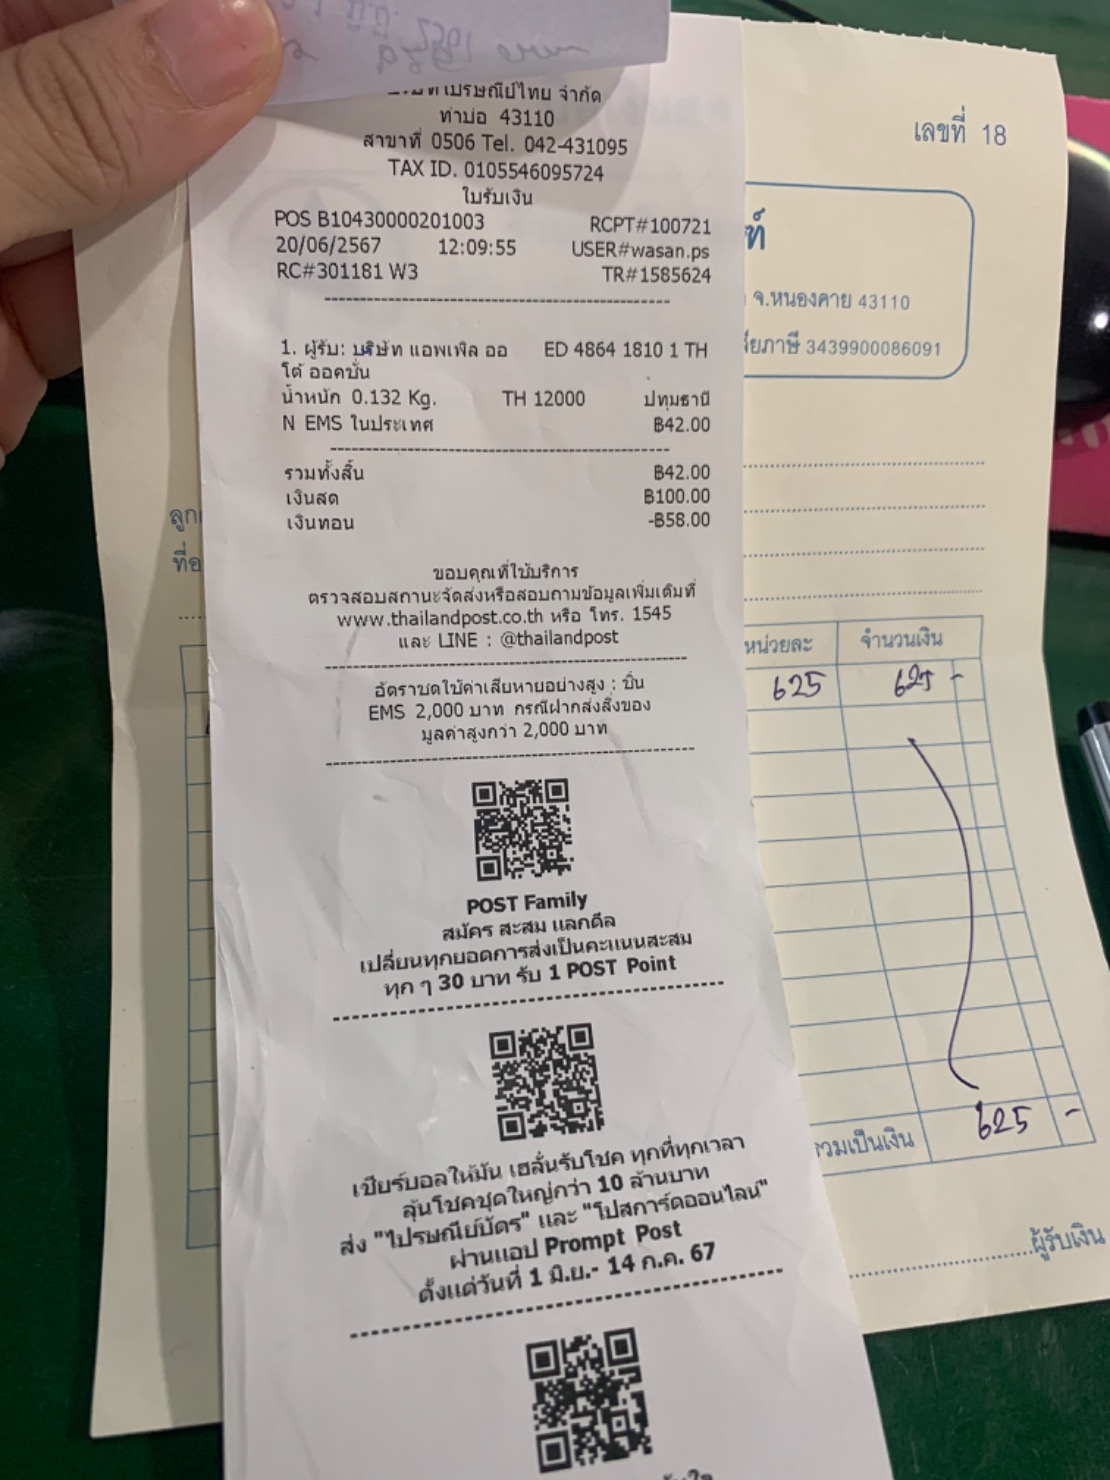 ไปรษณีย์ไทย จำกัด
ท่าบ่อ 43110
สาขาที่ 0506 Tel. 042-431095
TAX ID. 0105546095724
ใบรับเงิน
POS B10430000201003 RCPT#100721
20/06/2567 12:09:55 USER#wasan.ps
RC#301181 W3 TR#1585624
1. ผู้รับ: บริษัท แอพเพิล ออ ED 4864 1810 1 TH
โต้ ออคชั่น
น้ำหนัก 0.132 Kg. TH 12000 ปทุมธานี
N EMS ในประเทศ ฿42.00
รวมทั้งสิ้น ฿42.00
เงินสด ฿100.00
เงินทอน -฿58.00
ขอบคุณที่ใช้บริการ
ตรวจสอบสถานะจัดส่งหรือสอบถามข้อมูลเพิ่มเติมที่
www.thailandpost.co.th หรือ โทร. 1545
และ LINE : @thailandpost
อัตราชดใช้ค่าเสียหายอย่างสูง : ชิ้น
EMS 2,000 บาท กรณีฝากส่งสิ่งของ
มูลค่าสูงกว่า 2,000 บาท
POST Family
สมัคร สะสม แลกดีล
เปลี่ยนทุกยอดการส่งเป็นคะแนนสะสม
ทุก ๆ 30 บาท รับ 1 POST Point
เชียร์บอลให้มัน เฮลั่นรับโชค ทุกที่ทุกเวลา
ลุ้นโชคชุดใหญ่กว่า 10 ล้านบาท
ส่ง "ไปรษณีย์บัตร" และ "โปสการ์ดออนไลน์"
ผ่านแอป Prompt Post
ตั้งแต่วันที่ 1 มิ.ย.- 14 ก.ค. 67
เลขที่ 18
จ.หนองคาย 43110
ภาษี 3439900086091
หน่วยละ จำนวนเงิน
625 625 -
รวมเป็นเงิน 625 -
ผู้รับเงิน